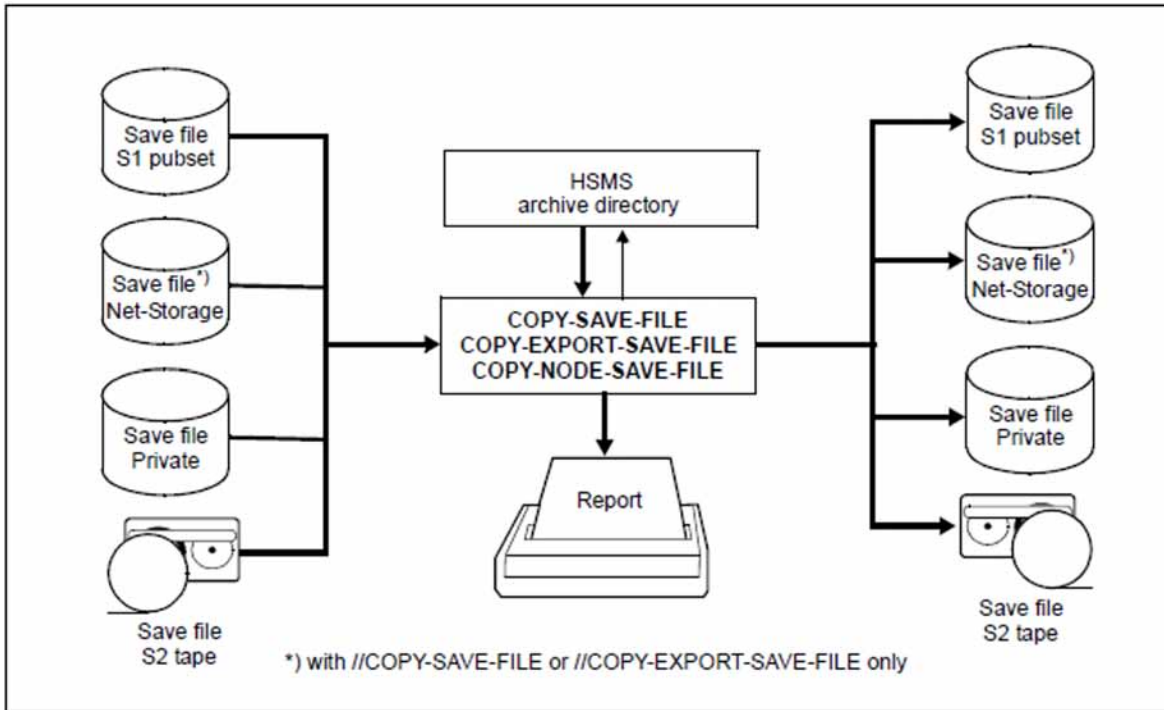 Save file
S1 pubset
Save file*)
Net-Storage
Save file
Private
Save file
S2 tape
HSMS
archive directory
COPY-SAVE-FILE
COPY-EXPORT-SAVE-FILE
COPY-NODE-SAVE-FILE
Report
Save file
S1 pubset
Save file*)
Net-Storage
Save file
Private
Save file
S2 tape
*) with //COPY-SAVE-FILE or //COPY-EXPORT-SAVE-FILE only